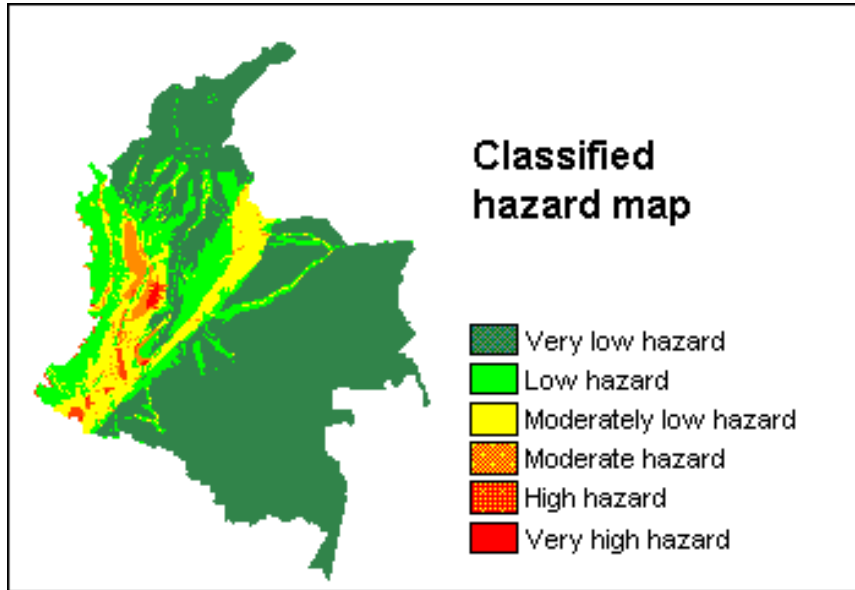 Classified
hazard map
Very low hazard
Low hazard
Moderately low hazard
Moderate hazard
High hazard
Very high hazard